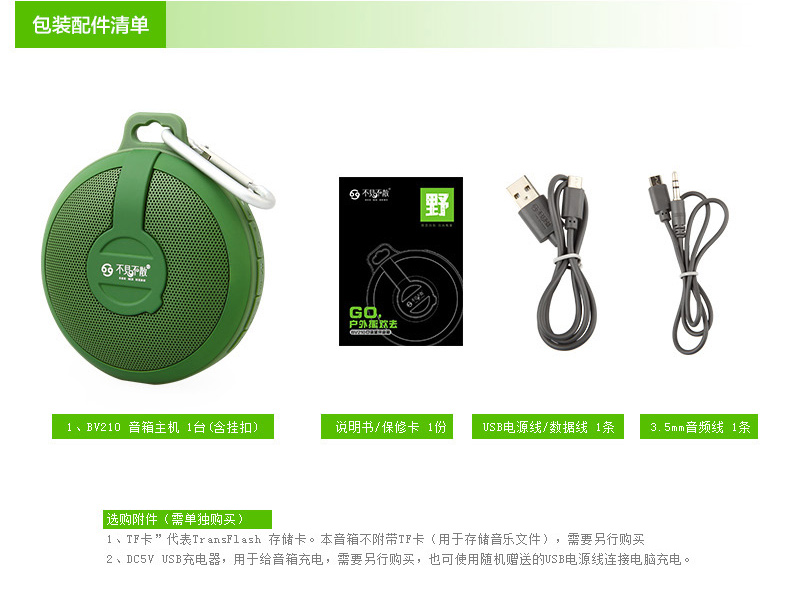 包装配件清单
不见不散
不见不散
野
GO,
户外撒欢去
1、BV210 音箱主机 1台(含挂扣)
说明书/保修卡 1份
USB电源线/数据线 1条
3.5mm音频线 1条
选购附件（需单独购买）
1、TF卡”代表TransFlash 存储卡。本音箱不附带TF卡（用于存储音乐文件），需要另行购买
2、DC5V USB充电器，用于给音箱充电，需要另行购买，也可使用随机赠送的USB电源线连接电脑充电。